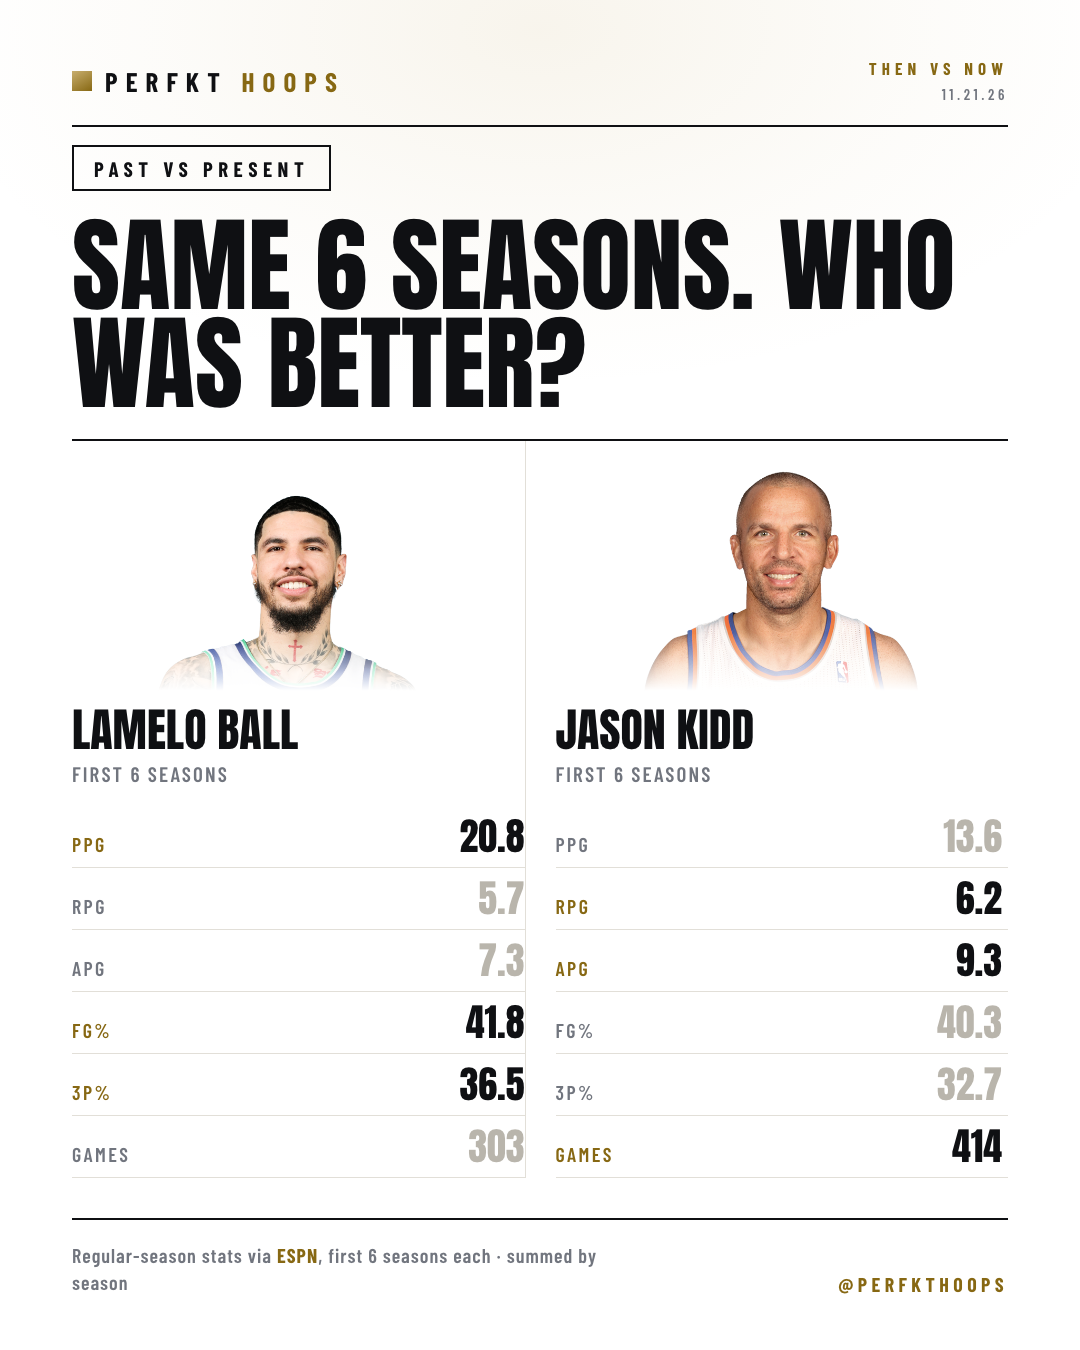 PERFKT HOOPS
THEN VS NOW
11.21.26
PAST VS PRESENT
SAME 6 SEASONS. WHO
WAS BETTER?
LAMELO BALL
FIRST 6 SEASONS
PPG 20.8
RPG 5.7
APG 7.3
FG% 41.8
3P% 36.5
GAMES 303
JASON KIDD
FIRST 6 SEASONS
PPG 13.6
RPG 6.2
APG 9.3
FG% 40.3
3P% 32.7
GAMES 414
Regular-season stats via ESPN, first 6 seasons each · summed by
season
@PERFKTHOOPS